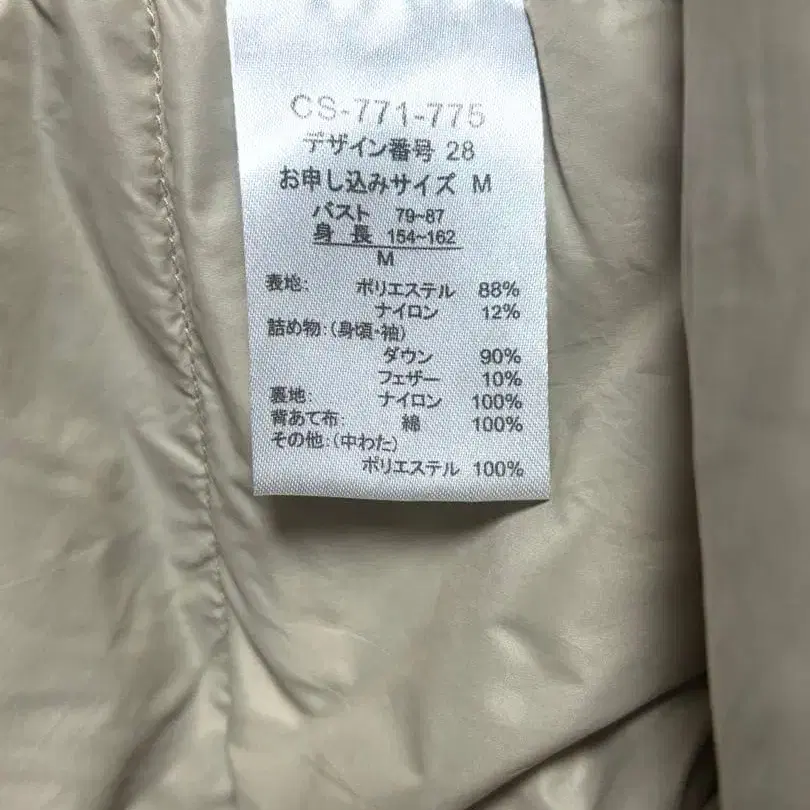 CS-771-775
デザイン番号 28
お申し込みサイズ M
バスト 79~87
身 長 154~162
M
表地: ポリエステル 88%
ナイロン 12%
詰め物:(身頃・袖)
ダウン 90%
フェザー 10%
裏地: ナイロン 100%
背あて布: 綿 100%
その他:(中わた)
ポリエステル 100%